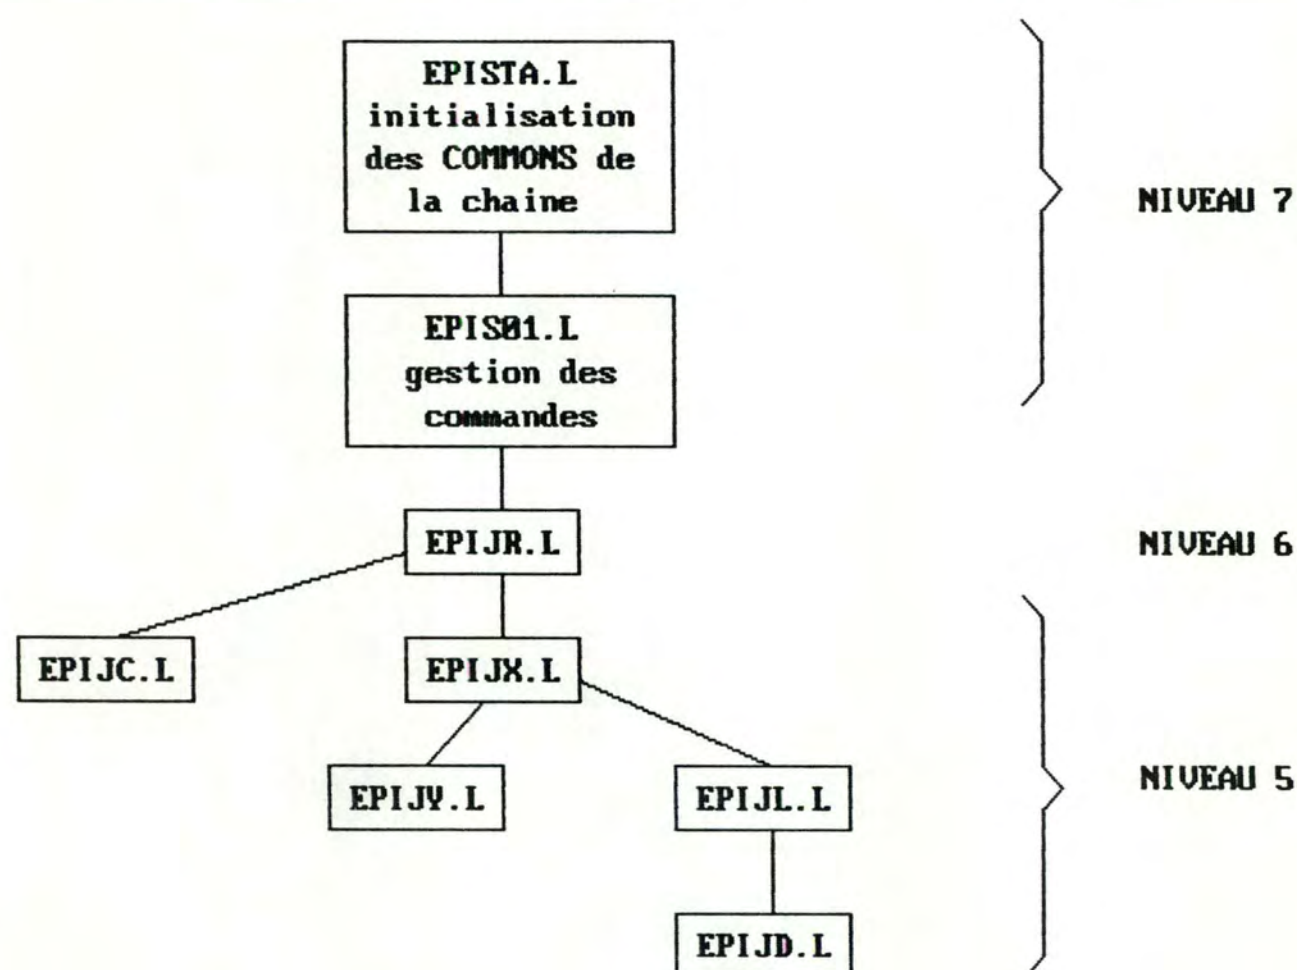 EPISTA.L
initialisation
des COMMONS de
la chaine
NIVEAU 7
EPIS01.L
gestion des
commandes
EPIJR.L
NIVEAU 6
EPIJC.L
EPIJX.L
EPIJY.L
EPIJL.L
NIVEAU 5
EPIJD.L